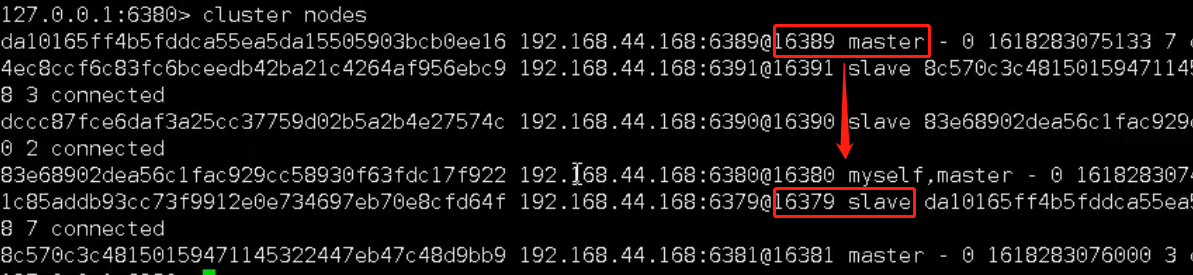 127.0.0.1:6380> cluster nodes
da10165ff4b5fddca55ea5da15505903bcb0ee16 192.168.44.168:6389@16389 master - 0 1618283075133 7 c
4ec8ccf6c83fc6bceedb42ba21c4264af956ebc9 192.168.44.168:6391@16391 slave 8c570c3c48150159471145
8 3 connected
dccc87fce6daf3a25cc37759d02b5a2b4e27574c 192.168.44.168:6390@16390 slave 83e68902dea56c1fac929c
0 2 connected
83e68902dea56c1fac929cc58930f63fdc17f922 192.168.44.168:6380@16380 myself,master - 0 161828307
1c85addb93cc73f9912e0e734697eb70e8cfd64f 192.168.44.168:6379@16379 slave da10165ff4b5fddca55ea5
8 7 connected
8c570c3c48150159471145322447eb47c48d9bb9 192.168.44.168:6381@16381 master - 0 1618283076000 3 c